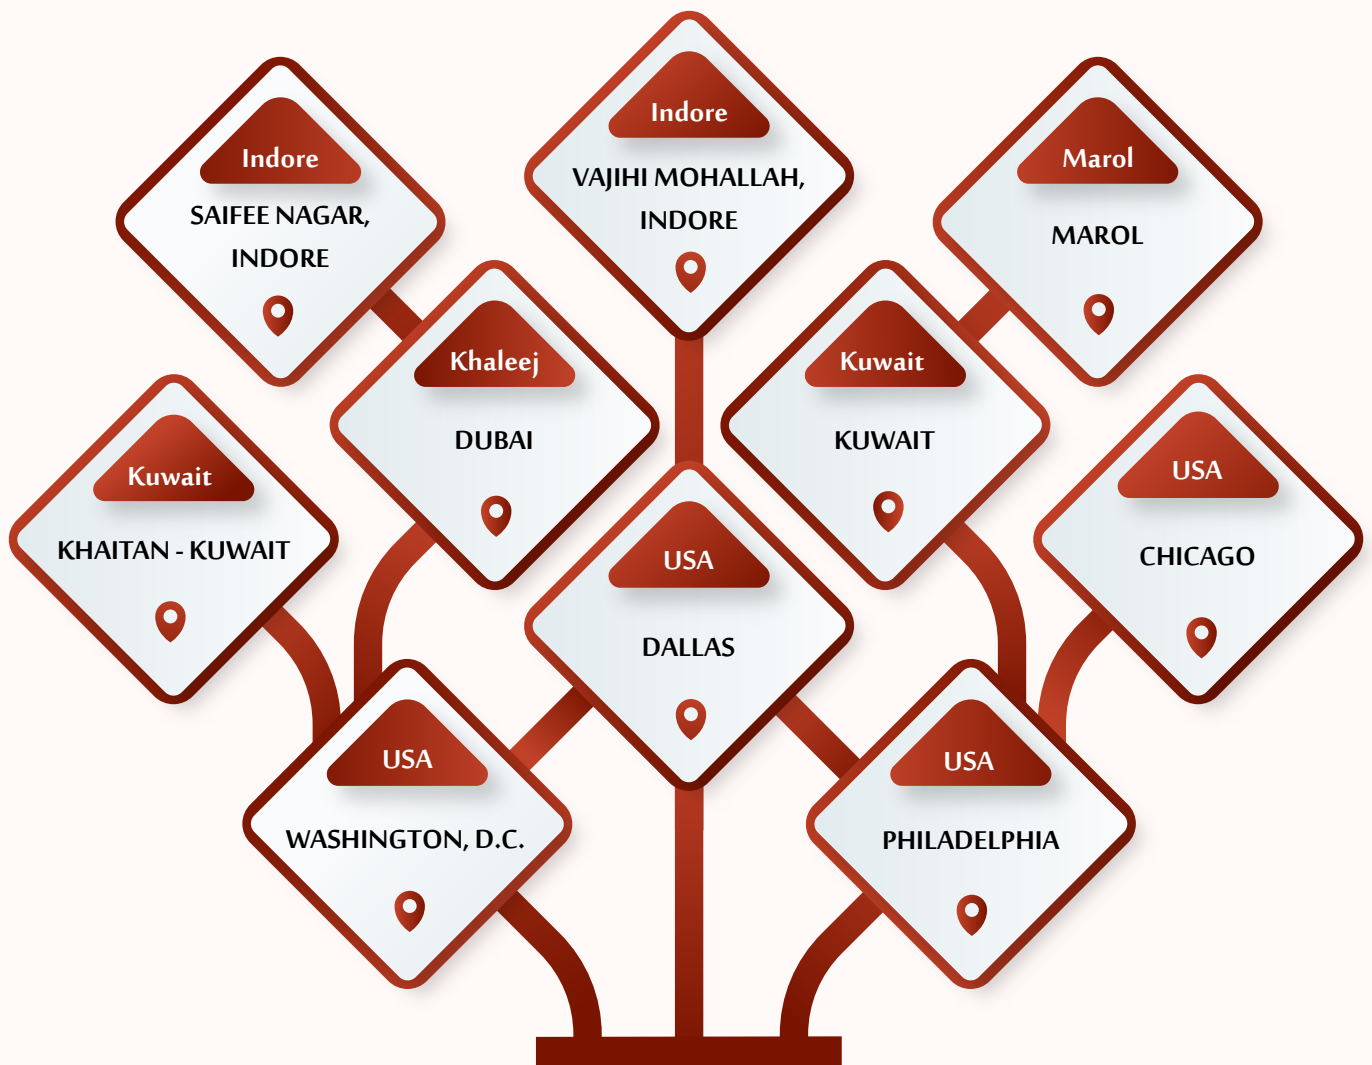 Indore
SAIFEE NAGAR,
INDORE
Indore
VAJIHI MOHALLAH,
INDORE
Marol
MAROL
Khaleej
DUBAI
Kuwait
KUWAIT
Kuwait
KHAITAN - KUWAIT
USA
DALLAS
USA
CHICAGO
USA
WASHINGTON, D.C.
USA
PHILADELPHIA